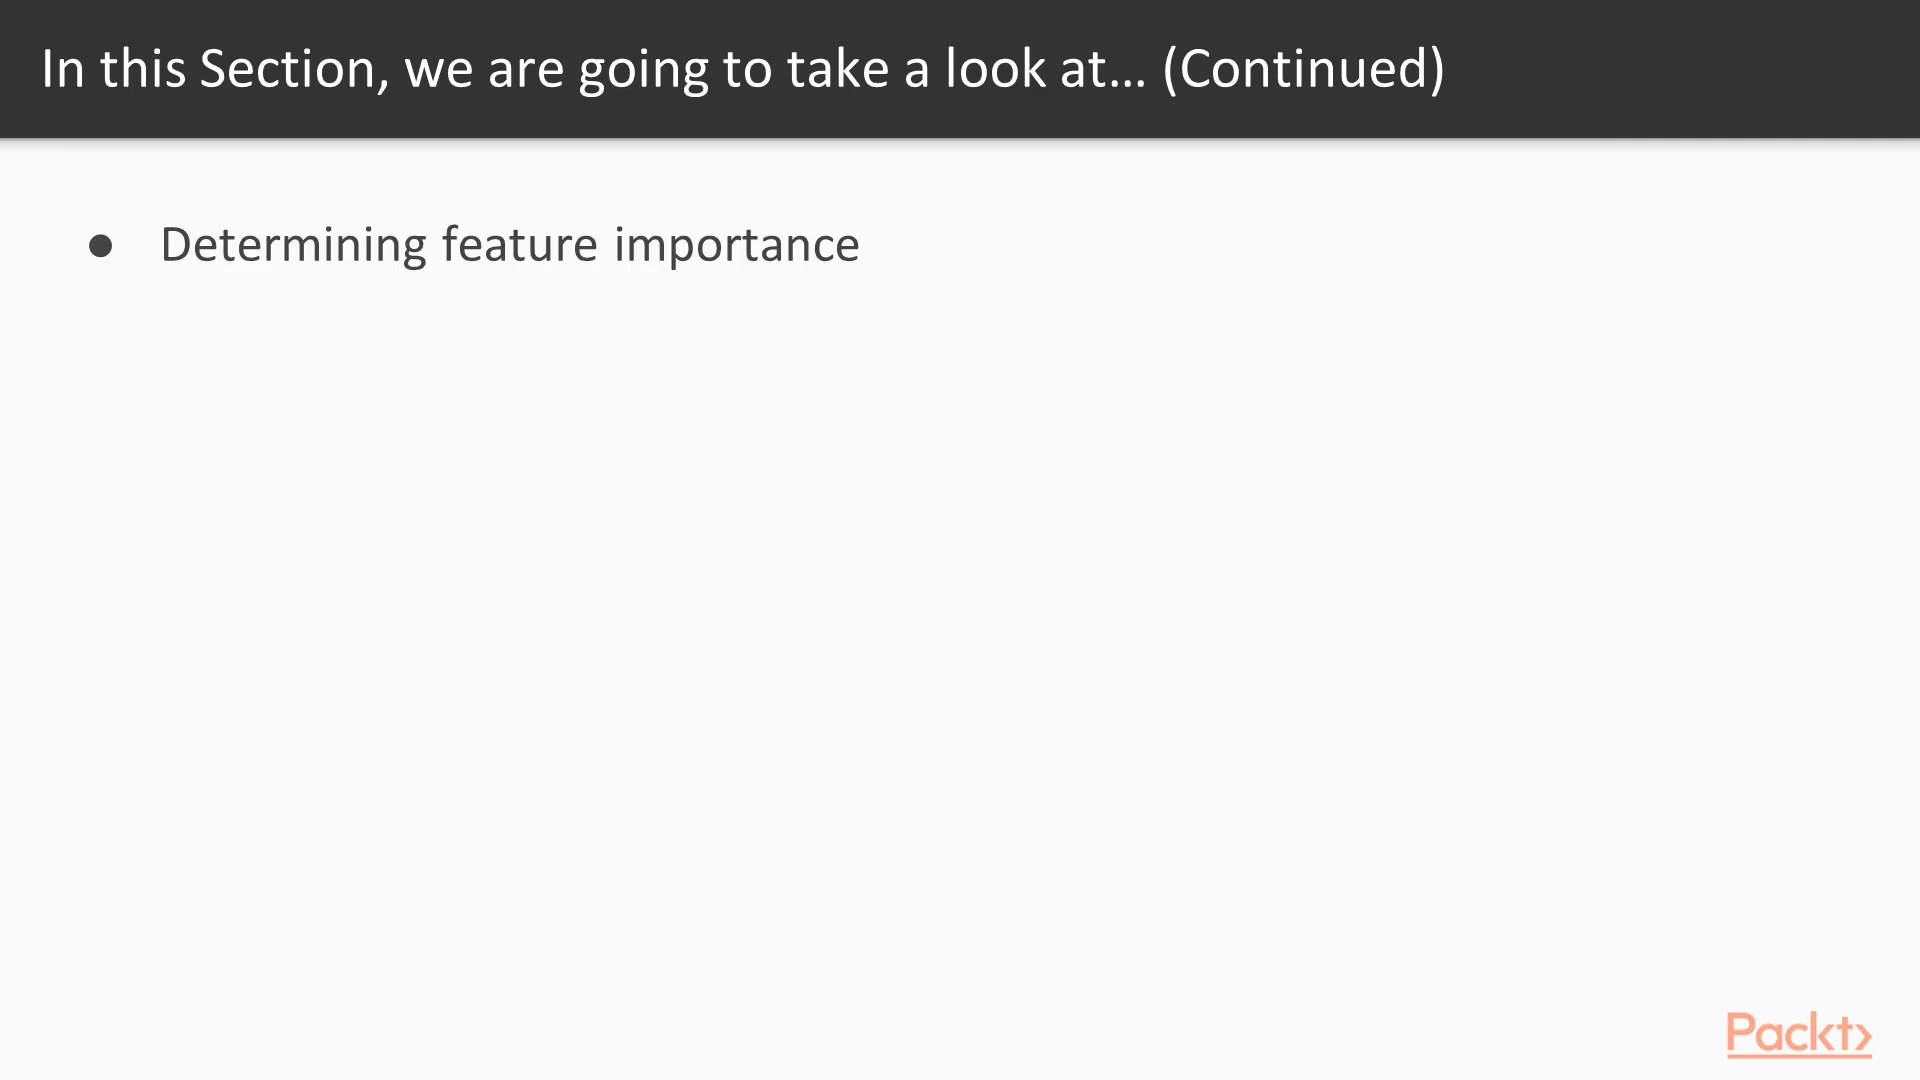 In this Section, we are going to take a look at… (Continued)
● Determining feature importance
Packt>